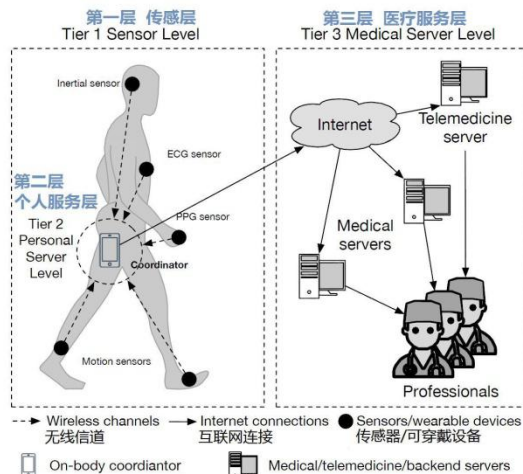 第一层 传感层
Tier 1 Sensor Level
Inertial sensor
ECG sensor
第二层
个人服务层
Tier 2
Personal
Server
Level
PPG sensor
Coordinator
Motion sensors
第三层 医疗服务层
Tier 3 Medical Server Level
Internet
Telemedicine
server
Medical
servers
Professionals
Wireless channels
无线信道
Internet connections
互联网连接
Sensors/wearable devices
传感器/可穿戴设备
On-body coordiantor
Medical/telemedicine/backend servers